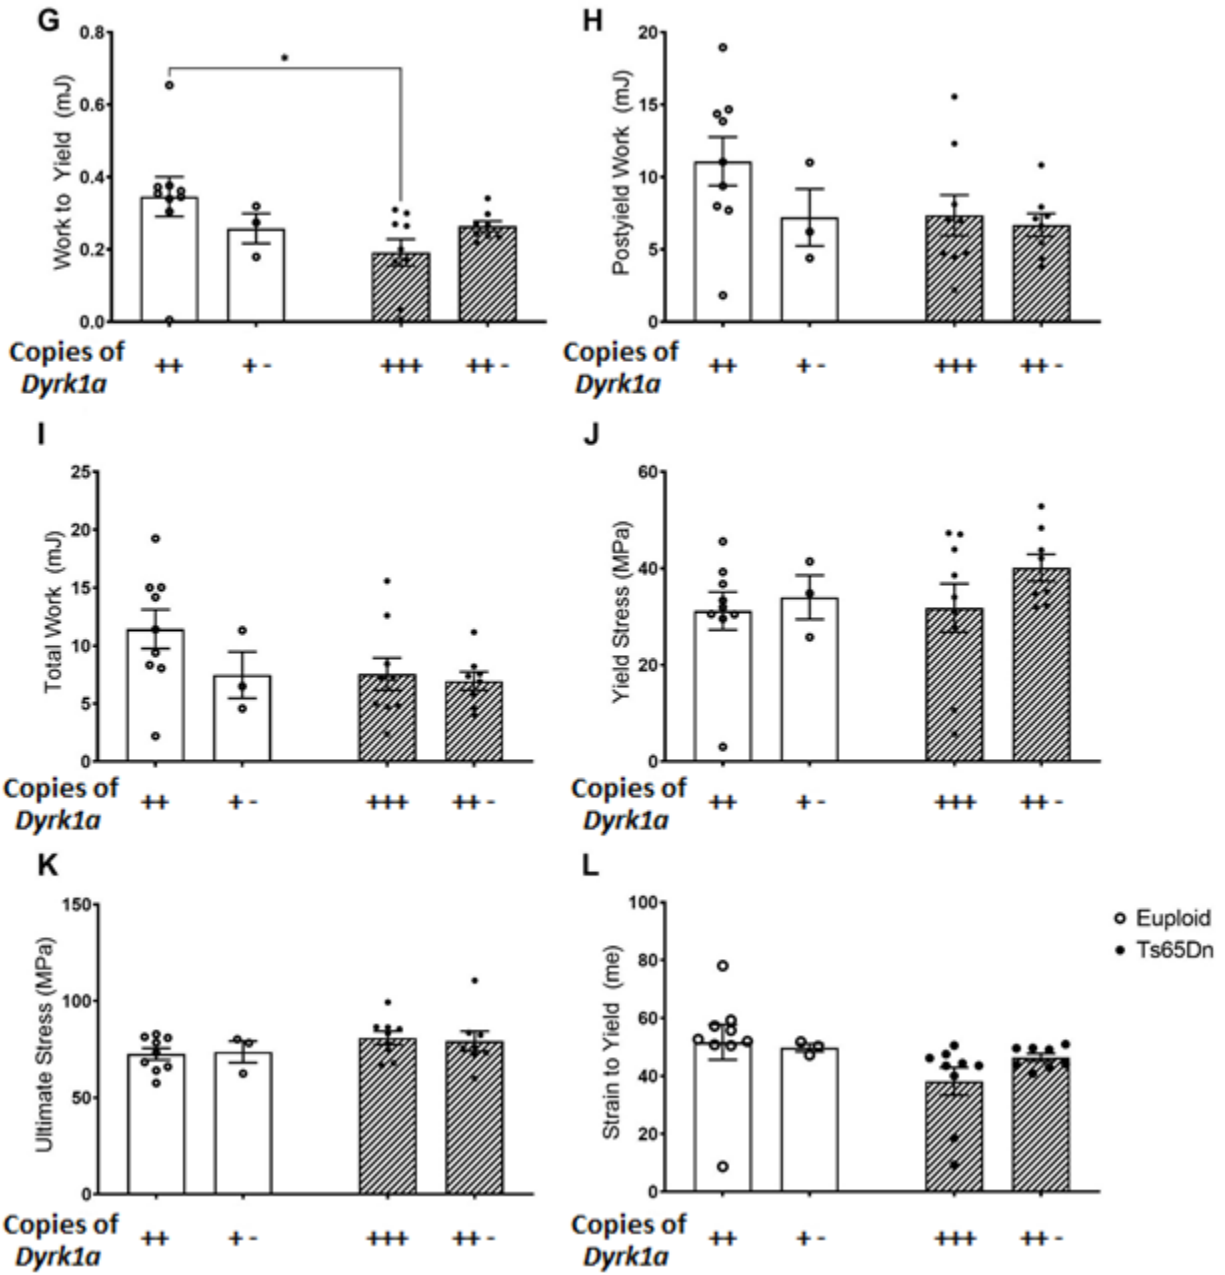 G
Work to Yield (mJ)
0.8
0.6
0.4
0.2
0.0
*
Copies of
Dyrk1a
++ + - +++ ++ -
H
Postyield Work (mJ)
20
15
10
5
0
Copies of
Dyrk1a
++ + - +++ ++ -
I
Total Work (mJ)
25
20
15
10
5
0
Copies of
Dyrk1a
++ + - +++ ++ -
J
Yield Stress (MPa)
60
40
20
0
Copies of
Dyrk1a
++ + - +++ ++ -
K
Ultimate Stress (MPa)
150
100
50
0
Copies of
Dyrk1a
++ + - +++ ++ -
L
Strain to Yield (me)
100
80
60
40
20
0
Copies of
Dyrk1a
++ + - +++ ++ -
Euploid
Ts65Dn